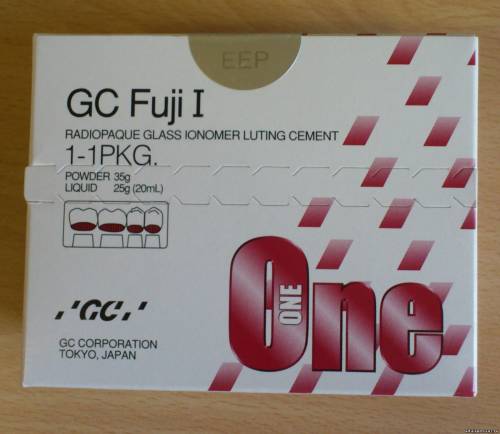 EEP
GC Fuji I
RADIOPAQUE GLASS IONOMER LUTING CEMENT
1-1PKG.
POWDER 35g
LIQUID 25g (20mL)
One
ONE
GC
GC CORPORATION
TOKYO, JAPAN